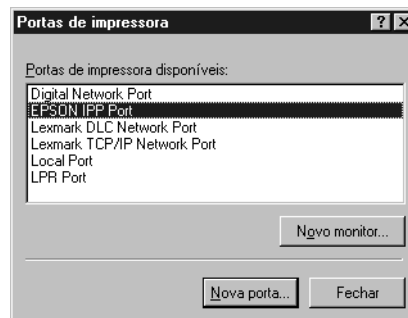 Portas de impressora
Portas de impressora disponíveis:
Digital Network Port
EPSON IPP Port
Lexmark DLC Network Port
Lexmark TCP/IP Network Port
Local Port
LPR Port
Novo monitor...
Nova porta...
Fechar